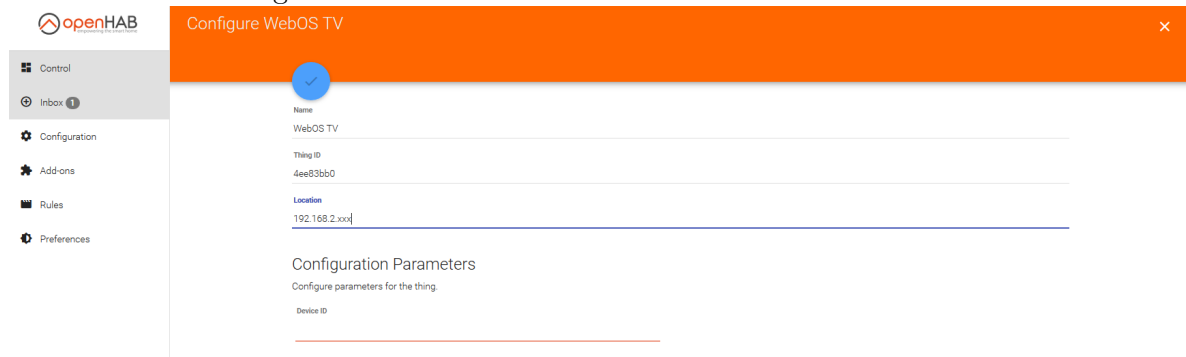 openHAB
empowering the smart home
Configure WebOS TV
Control
Inbox 1
Configuration
Add-ons
Rules
Preferences
Name
WebOS TV
Thing ID
4ee83bb0
Location
192.168.2.xxx
Configuration Parameters
Configure parameters for the thing.
Device ID